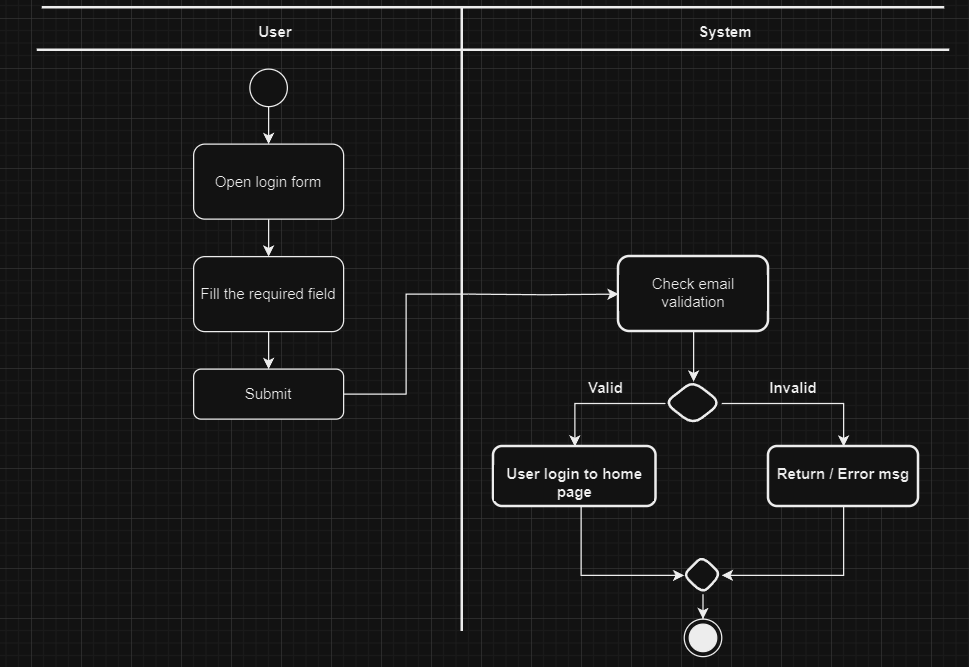 User
System
Open login form
Fill the required field
Submit
Check email
validation
Valid
Invalid
User login to home
page
Return / Error msg